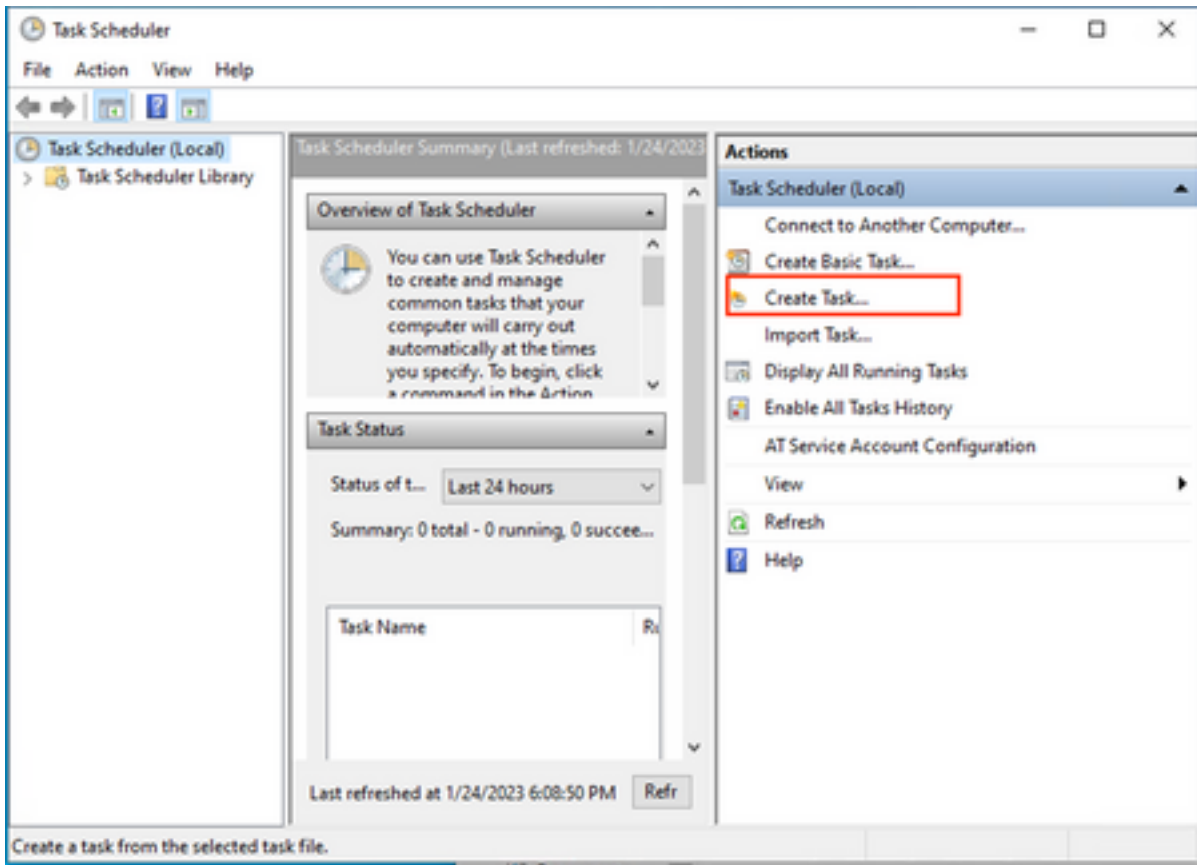 Task Scheduler
File Action View Help
Task Scheduler (Local)
Task Scheduler Library
Task Scheduler Summary (Last refreshed: 1/24/2023
Overview of Task Scheduler
You can use Task Scheduler
to create and manage
common tasks that your
computer will carry out
automatically at the times
you specify. To begin, click
a command in the Action
Task Status
Status of t... Last 24 hours
Summary: 0 total - 0 running, 0 succee...
Task Name Ru
Last refreshed at 1/24/2023 6:08:50 PM Refr
Actions
Task Scheduler (Local)
Connect to Another Computer...
Create Basic Task...
Create Task...
Import Task...
Display All Running Tasks
Enable All Tasks History
AT Service Account Configuration
View
Refresh
Help
Create a task from the selected task file.